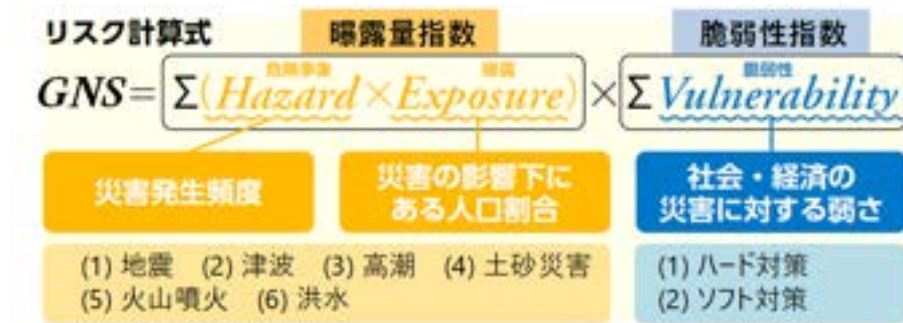 リスク計算式
曝露量指数
脆弱性指数
危険事象
曝露
脆弱性
GNS=Σ(Hazard×Exposure)×ΣVulnerability
災害発生頻度
災害の影響下に
ある人口割合
社会・経済の
災害に対する弱さ
(1) 地震 (2) 津波 (3) 高潮 (4) 土砂災害
(5) 火山噴火 (6) 洪水
(1) ハード対策
(2) ソフト対策